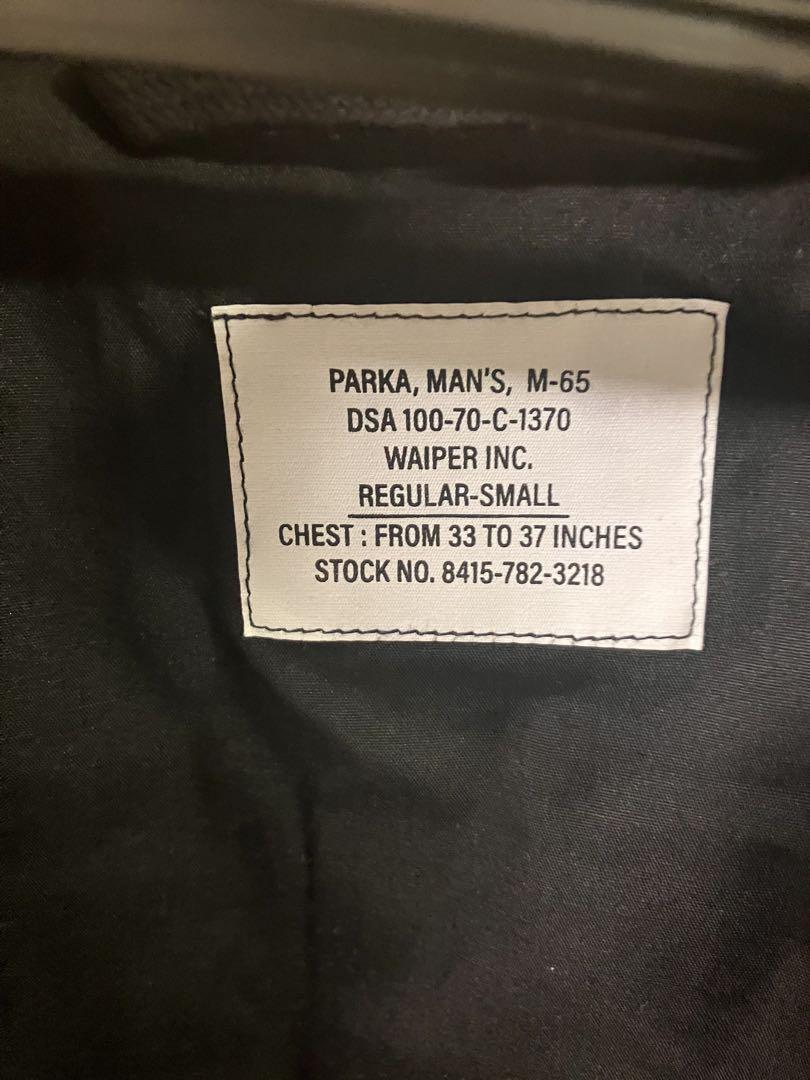 PARKA, MAN'S, M-65
DSA 100-70-C-1370
WAIPER INC.
REGULAR-SMALL
CHEST : FROM 33 TO 37 INCHES
STOCK NO. 8415-782-3218